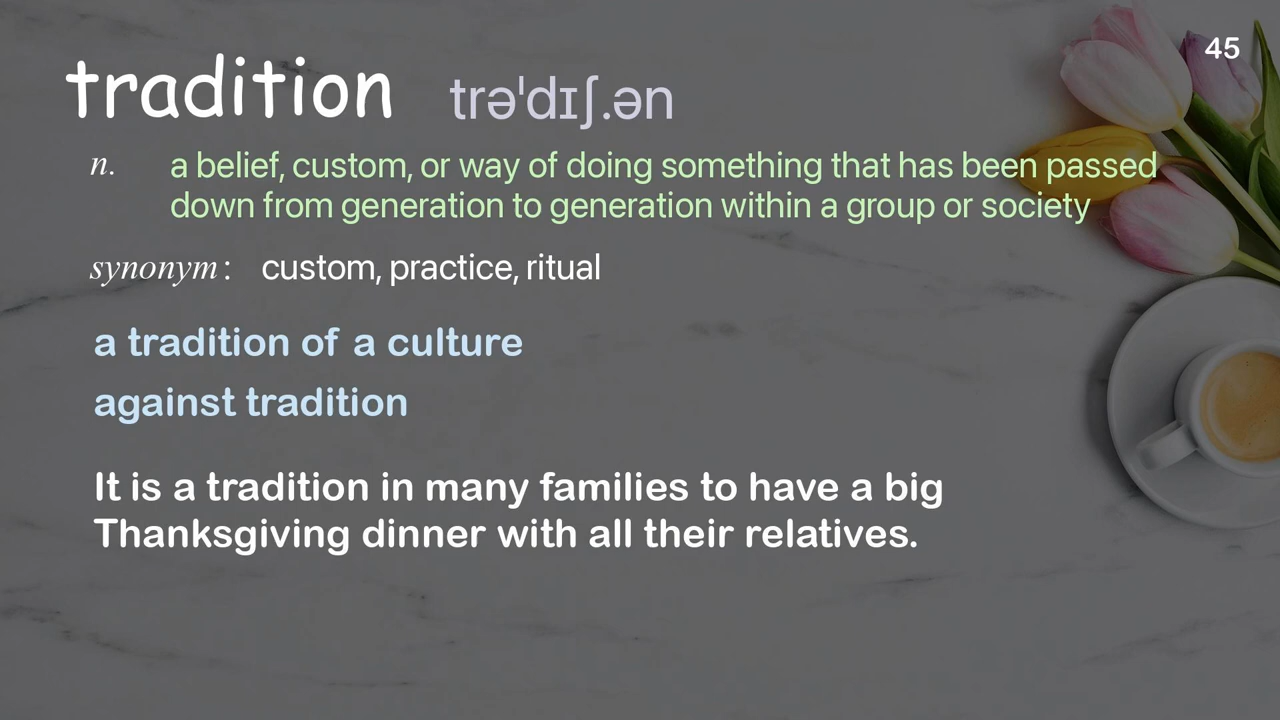 45
tradition trəˈdɪʃ.ən
n. a belief, custom, or way of doing something that has been passed
down from generation to generation within a group or society
synonym : custom, practice, ritual
a tradition of a culture
against tradition
It is a tradition in many families to have a big
Thanksgiving dinner with all their relatives.